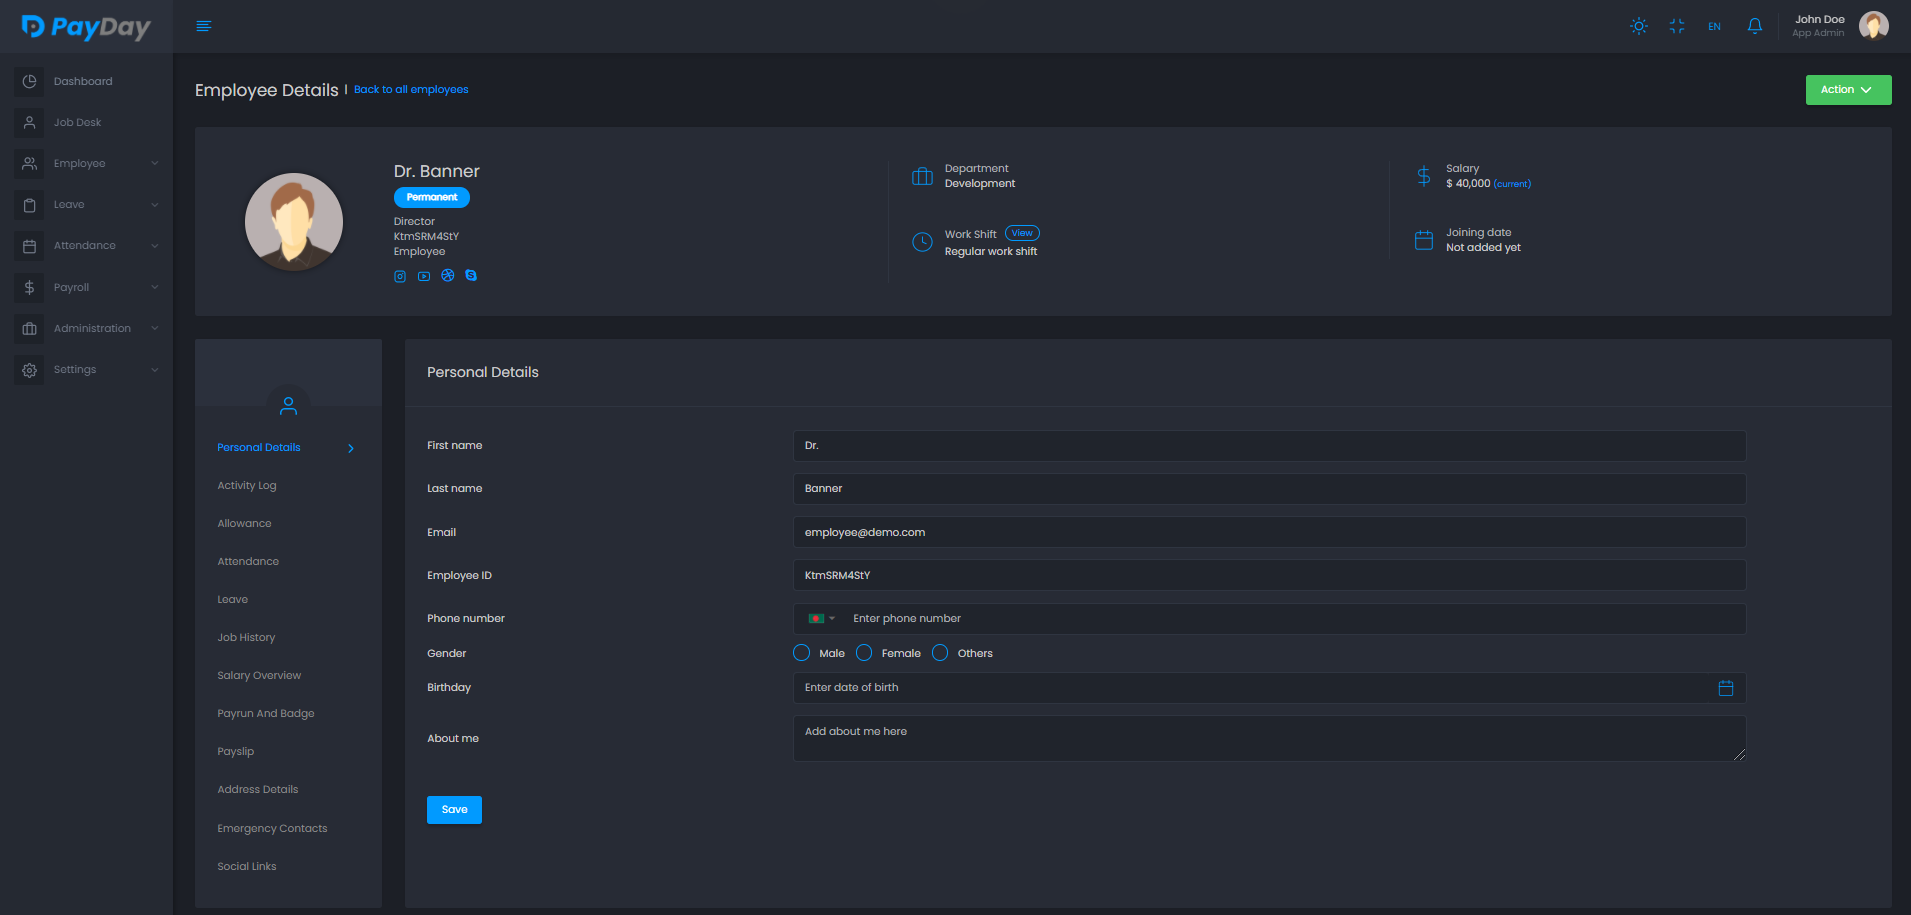 PayDay
EN
John Doe
App Admin
Dashboard
Job Desk
Employee
Leave
Attendance
Payroll
Administration
Settings
Employee Details | Back to all employees
Action
Dr. Banner
Permanent
Director
KtmSRM4StY
Employee
Department
Development
Work Shift View
Regular work shift
Salary
$ 40,000 (current)
Joining date
Not added yet
Personal Details
Activity Log
Allowance
Attendance
Leave
Job History
Salary Overview
Payrun And Badge
Payslip
Address Details
Emergency Contacts
Social Links
Personal Details
First name Dr.
Last name Banner
Email employee@demo.com
Employee ID KtmSRM4StY
Phone number Enter phone number
Gender Male Female Others
Birthday Enter date of birth
About me Add about me here
Save